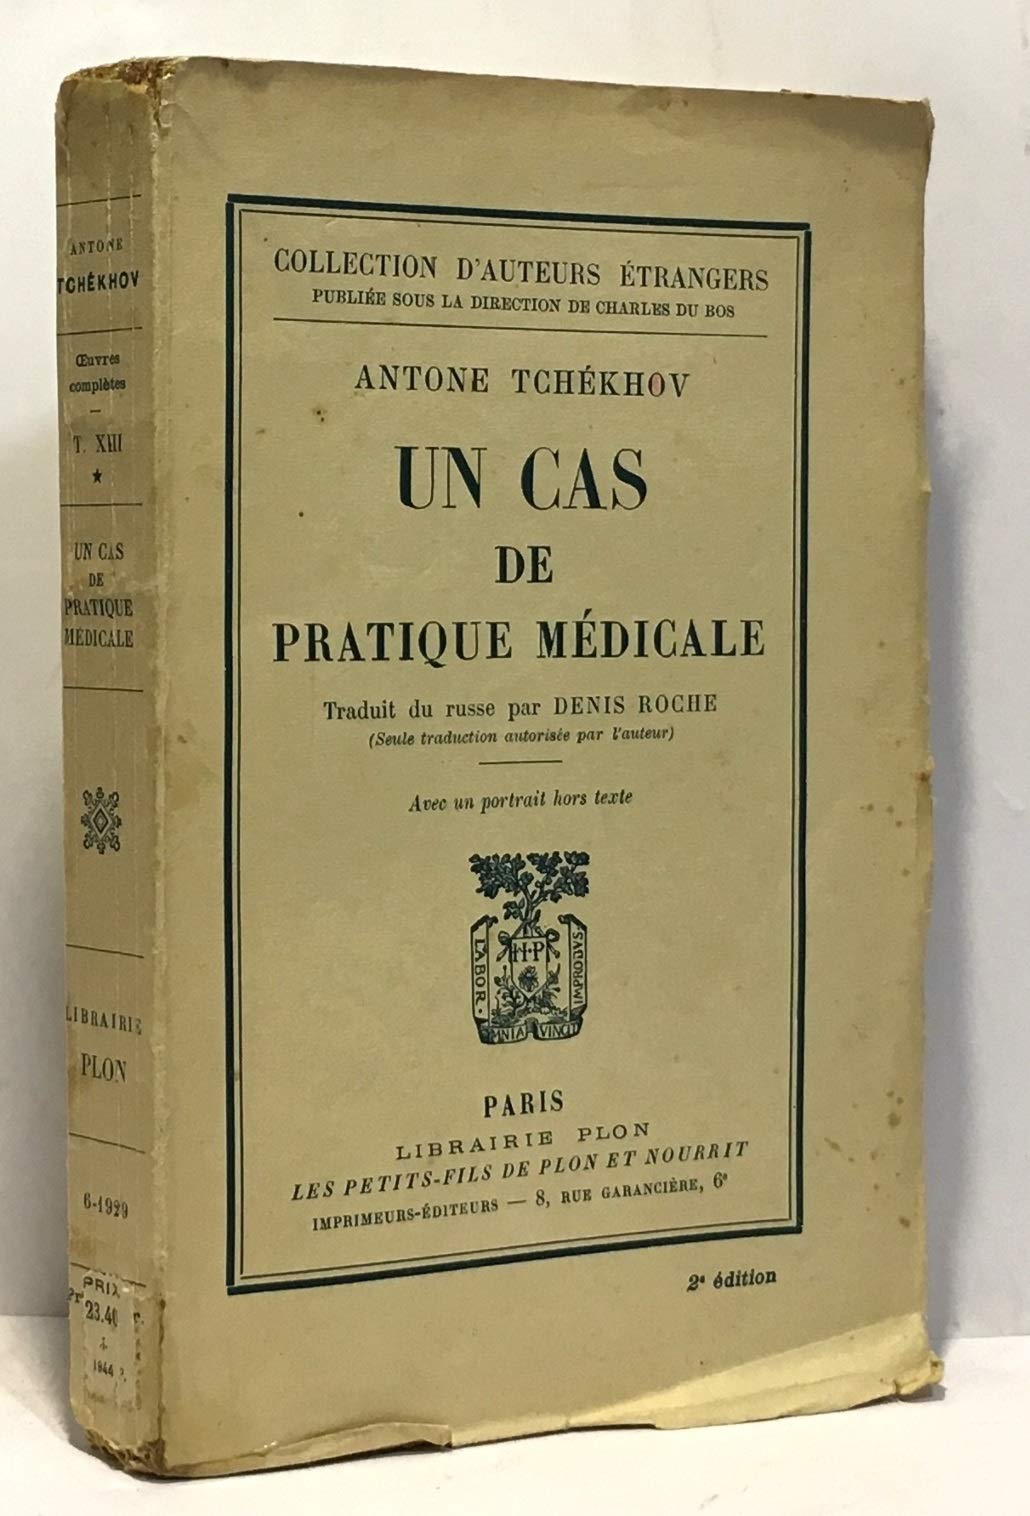 ANTONE
TCHÉKHOV
Œuvres
complètes
T. XIII
★
UN CAS
DE
PRATIQUE
MÉDICALE
LIBRAIRIE
PLON
6-1929
PRIX
23.40
1944
COLLECTION D'AUTEURS ÉTRANGERS
PUBLIÉE SOUS LA DIRECTION DE CHARLES DU BOS
ANTONE TCHÉKHOV
UN CAS
DE
PRATIQUE MÉDICALE
Traduit du russe par DENIS ROCHE
(Seule traduction autorisée par l'auteur)
Avec un portrait hors texte
LABOR.
H·P
IMPROBVS
OMNIA VINCIT
PARIS
LIBRAIRIE PLON
LES PETITS-FILS DE PLON ET NOURRIT
IMPRIMEURS-ÉDITEURS — 8, RUE GARANCIÈRE, 6e
2e édition